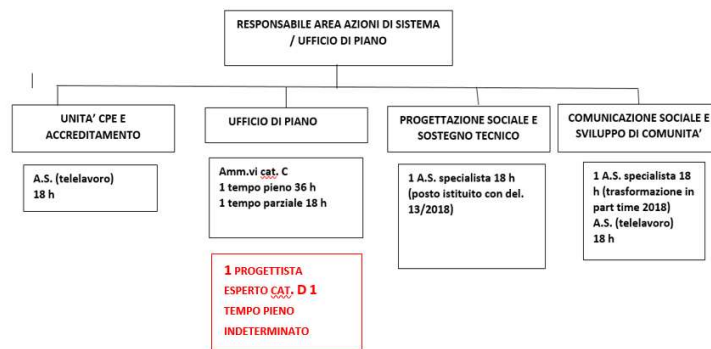 RESPONSABILE AREA AZIONI DI SISTEMA
/ UFFICIO DI PIANO
UNITA' CPE E
ACCREDITAMENTO
UFFICIO DI PIANO
PROGETTAZIONE SOCIALE E
SOSTEGNO TECNICO
COMUNICAZIONE SOCIALE E
SVILUPPO DI COMUNITA'
A.S. (telelavoro)
18 h
Amm.vi cat. C
1 tempo pieno 36 h
1 tempo parziale 18 h
1 A.S. specialista 18 h
(posto istituito con del.
13/2018)
1 A.S. specialista 18
h (trasformazione in
part time 2018)
A.S. (telelavoro)
18 h
1 PROGETTISTA
ESPERTO CAT. D 1
TEMPO PIENO
INDETERMINATO